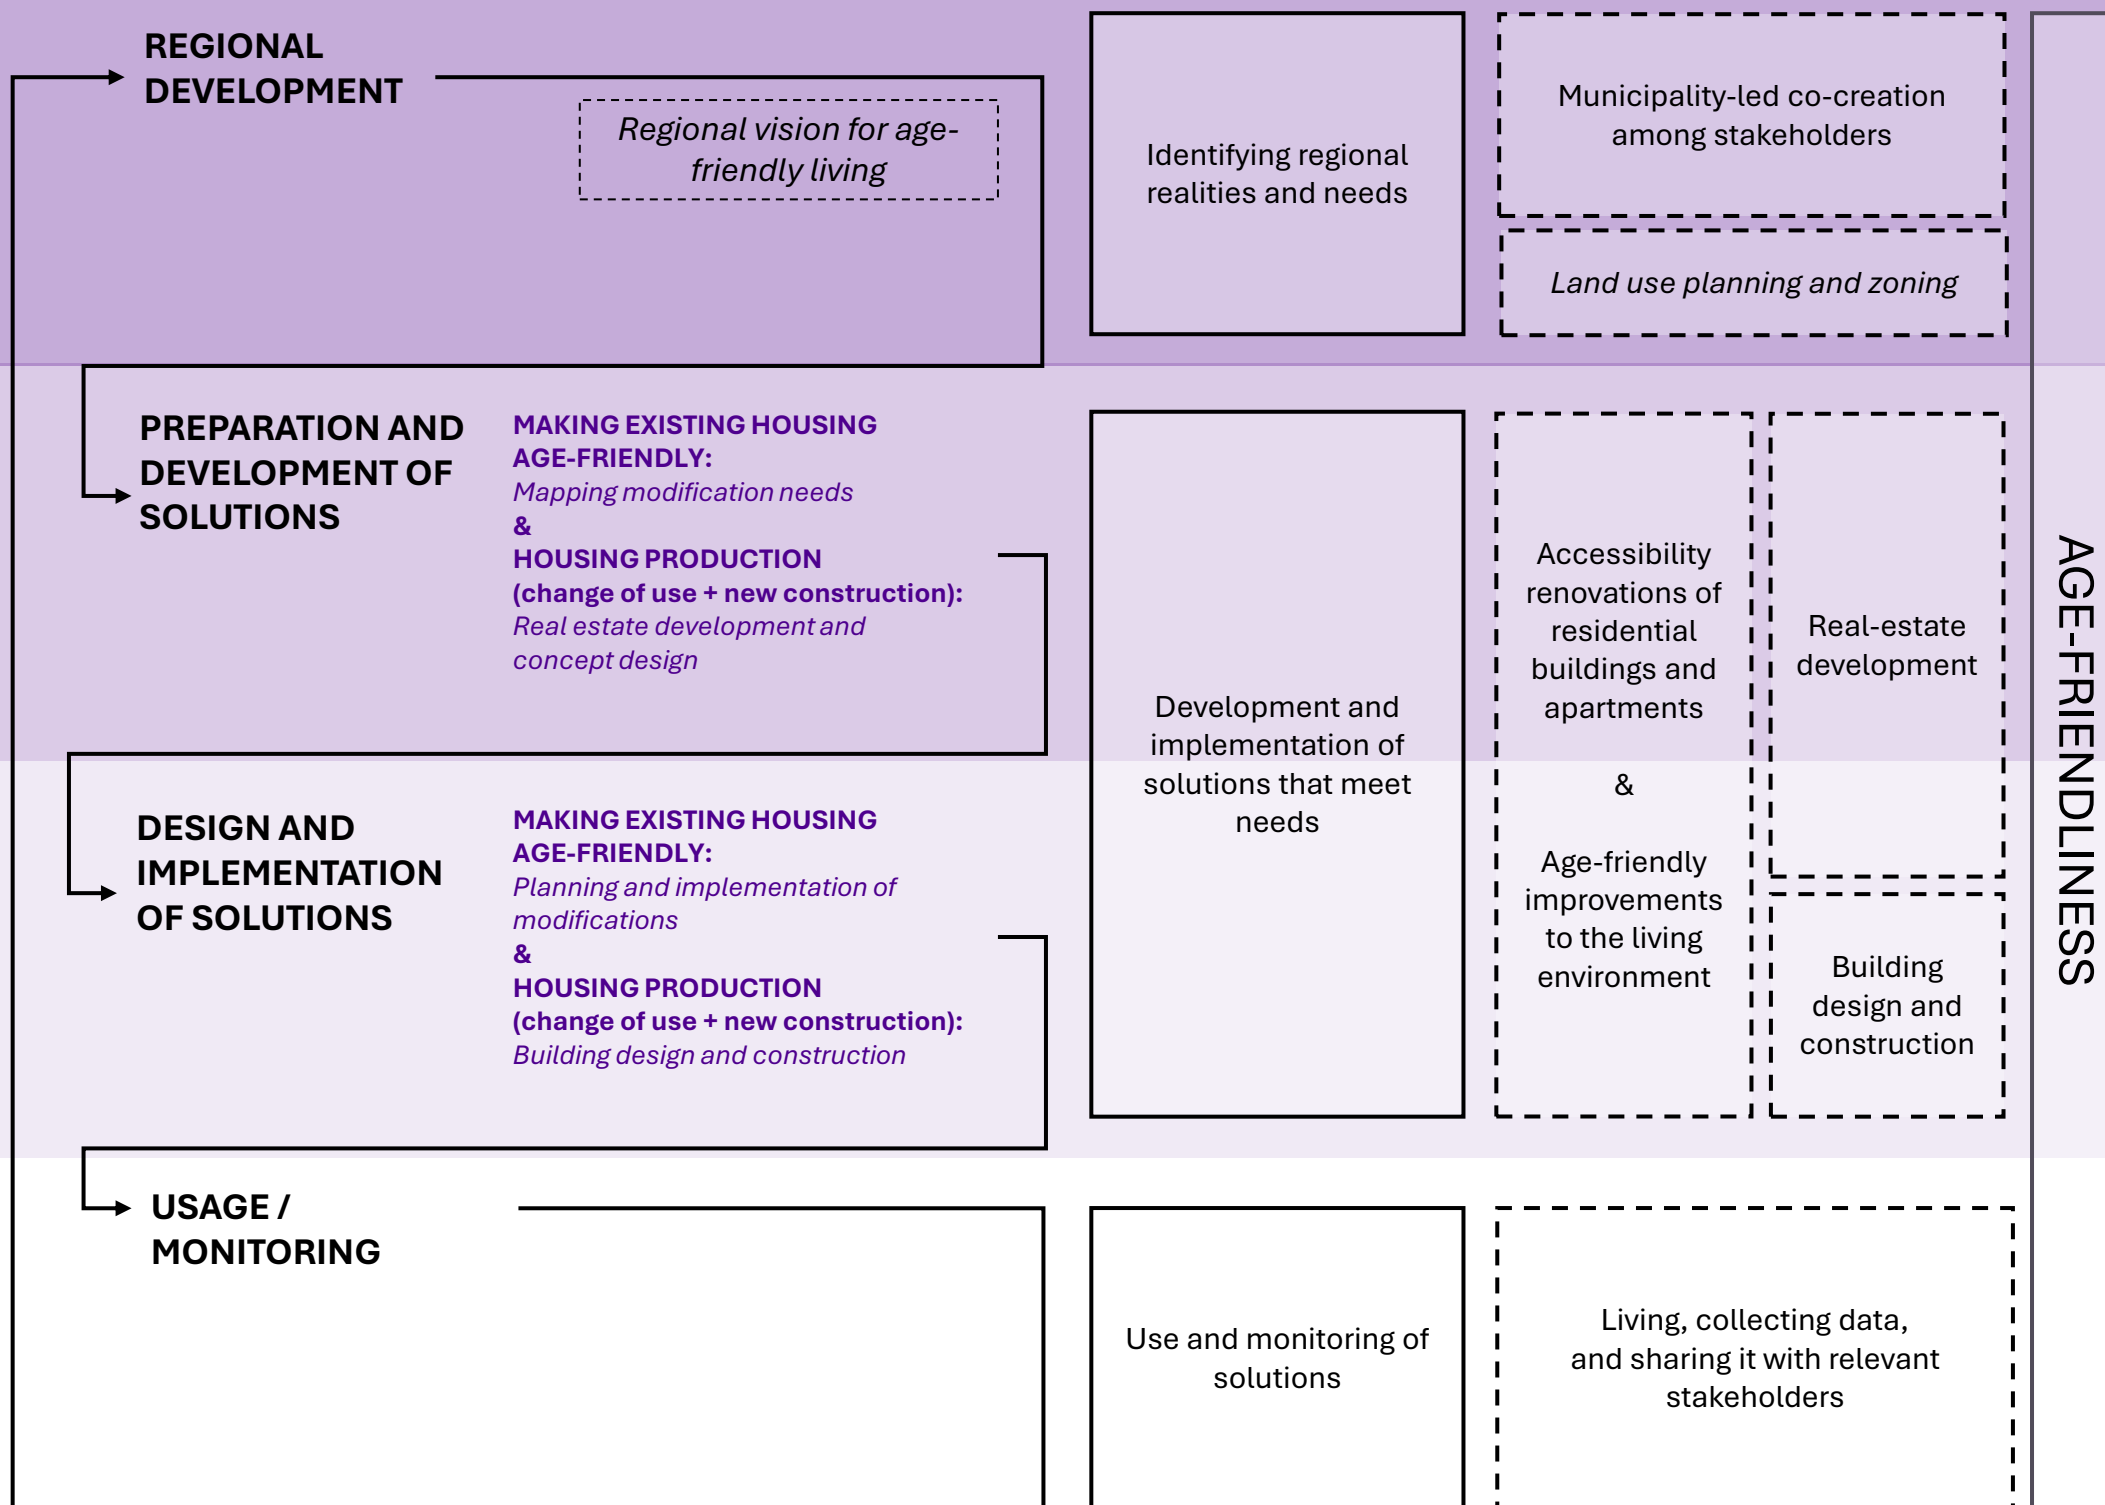 REGIONAL
DEVELOPMENT
Regional vision for age-
friendly living
Identifying regional
realities and needs
Municipality-led co-creation
among stakeholders
Land use planning and zoning
PREPARATION AND
DEVELOPMENT OF
SOLUTIONS
MAKING EXISTING HOUSING
AGE-FRIENDLY:
Mapping modification needs
&
HOUSING PRODUCTION
(change of use + new construction):
Real estate development and
concept design
DESIGN AND
IMPLEMENTATION
OF SOLUTIONS
MAKING EXISTING HOUSING
AGE-FRIENDLY:
Planning and implementation of
modifications
&
HOUSING PRODUCTION
(change of use + new construction):
Building design and construction
Development and
implementation of
solutions that meet
needs
Accessibility
renovations of
residential
buildings and
apartments
&
Age-friendly
improvements
to the living
environment
Real-estate
development
Building
design and
construction
USAGE /
MONITORING
Use and monitoring of
solutions
Living, collecting data,
and sharing it with relevant
stakeholders
AGE-FRIENDLINESS